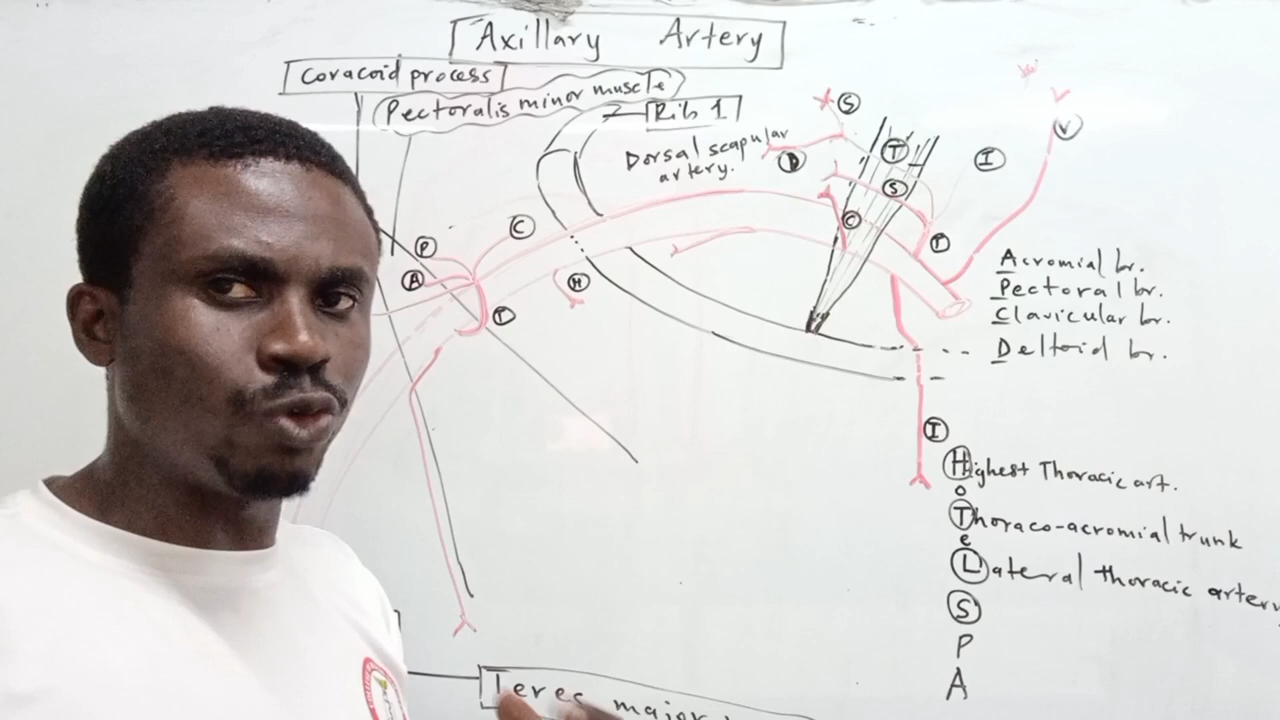 Axillary Artery
Coracoid process
Pectoralis minor muscle
Rib 1
Dorsal scapular
artery.
S
D
T
S
C
I
V
T
C
P
A
H
T
Acromial br.
Pectoral br.
Clavicular br.
Deltoid br.
I
Highest Thoracic art.
o
Thoraco-acromial trunk
e
Lateral thoracic artery
S
P
A
Teres major